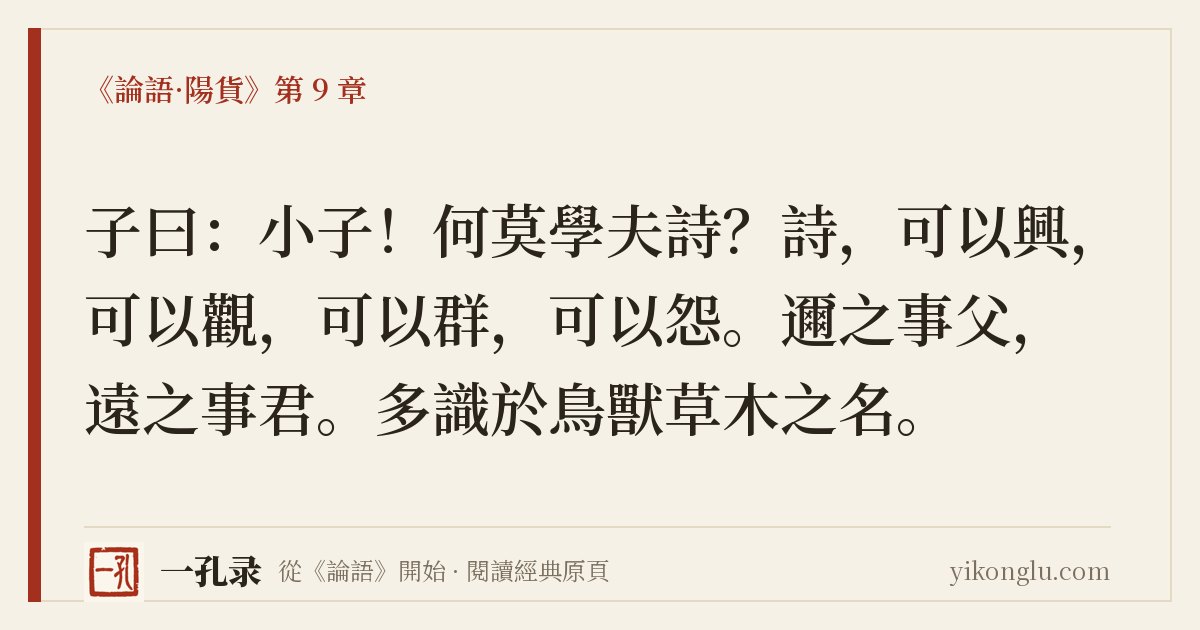 《論語·陽貨》第 9 章
子曰：小子！何莫學夫詩？詩，可以興，
可以觀，可以群，可以怨。邇之事父，
遠之事君。多識於鳥獸草木之名。
一孔
一孔录 從《論語》開始 · 閱讀經典原頁 yikonglu.com